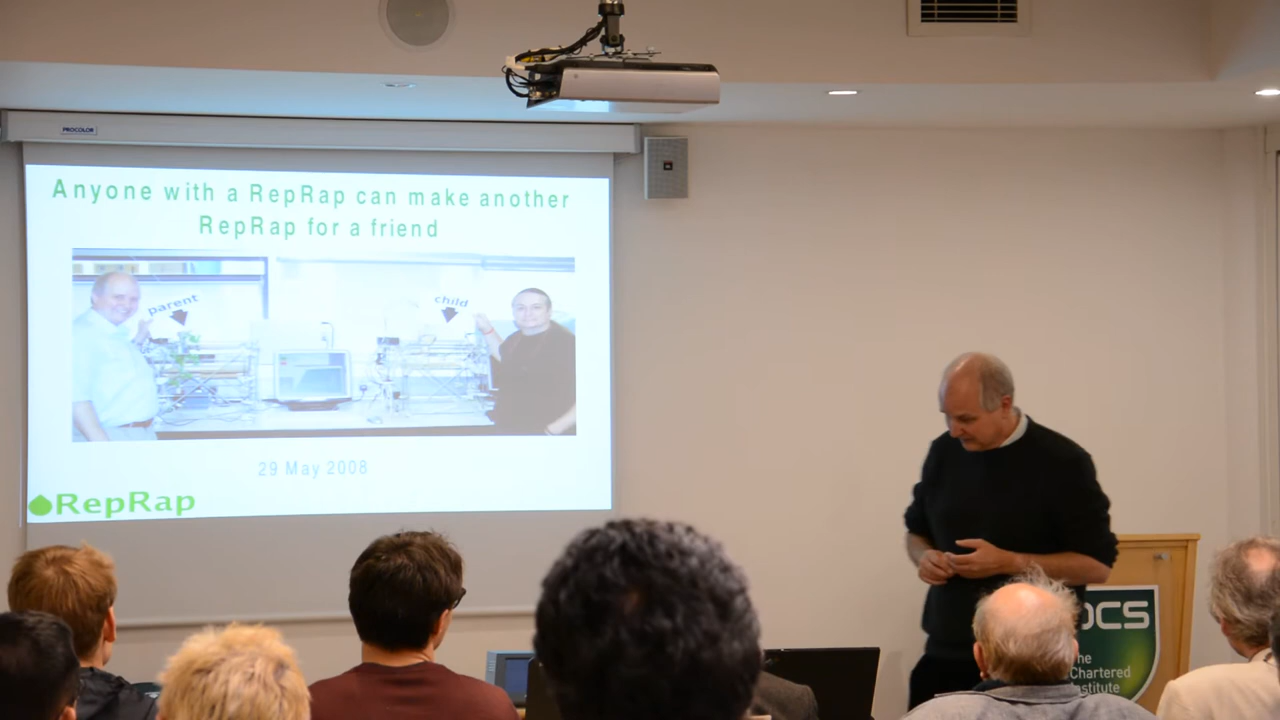 PROCOLOR
Anyone with a RepRap can make another
RepRap for a friend
parent
child
29 May 2008
RepRap
CS
The
Chartered
Institute